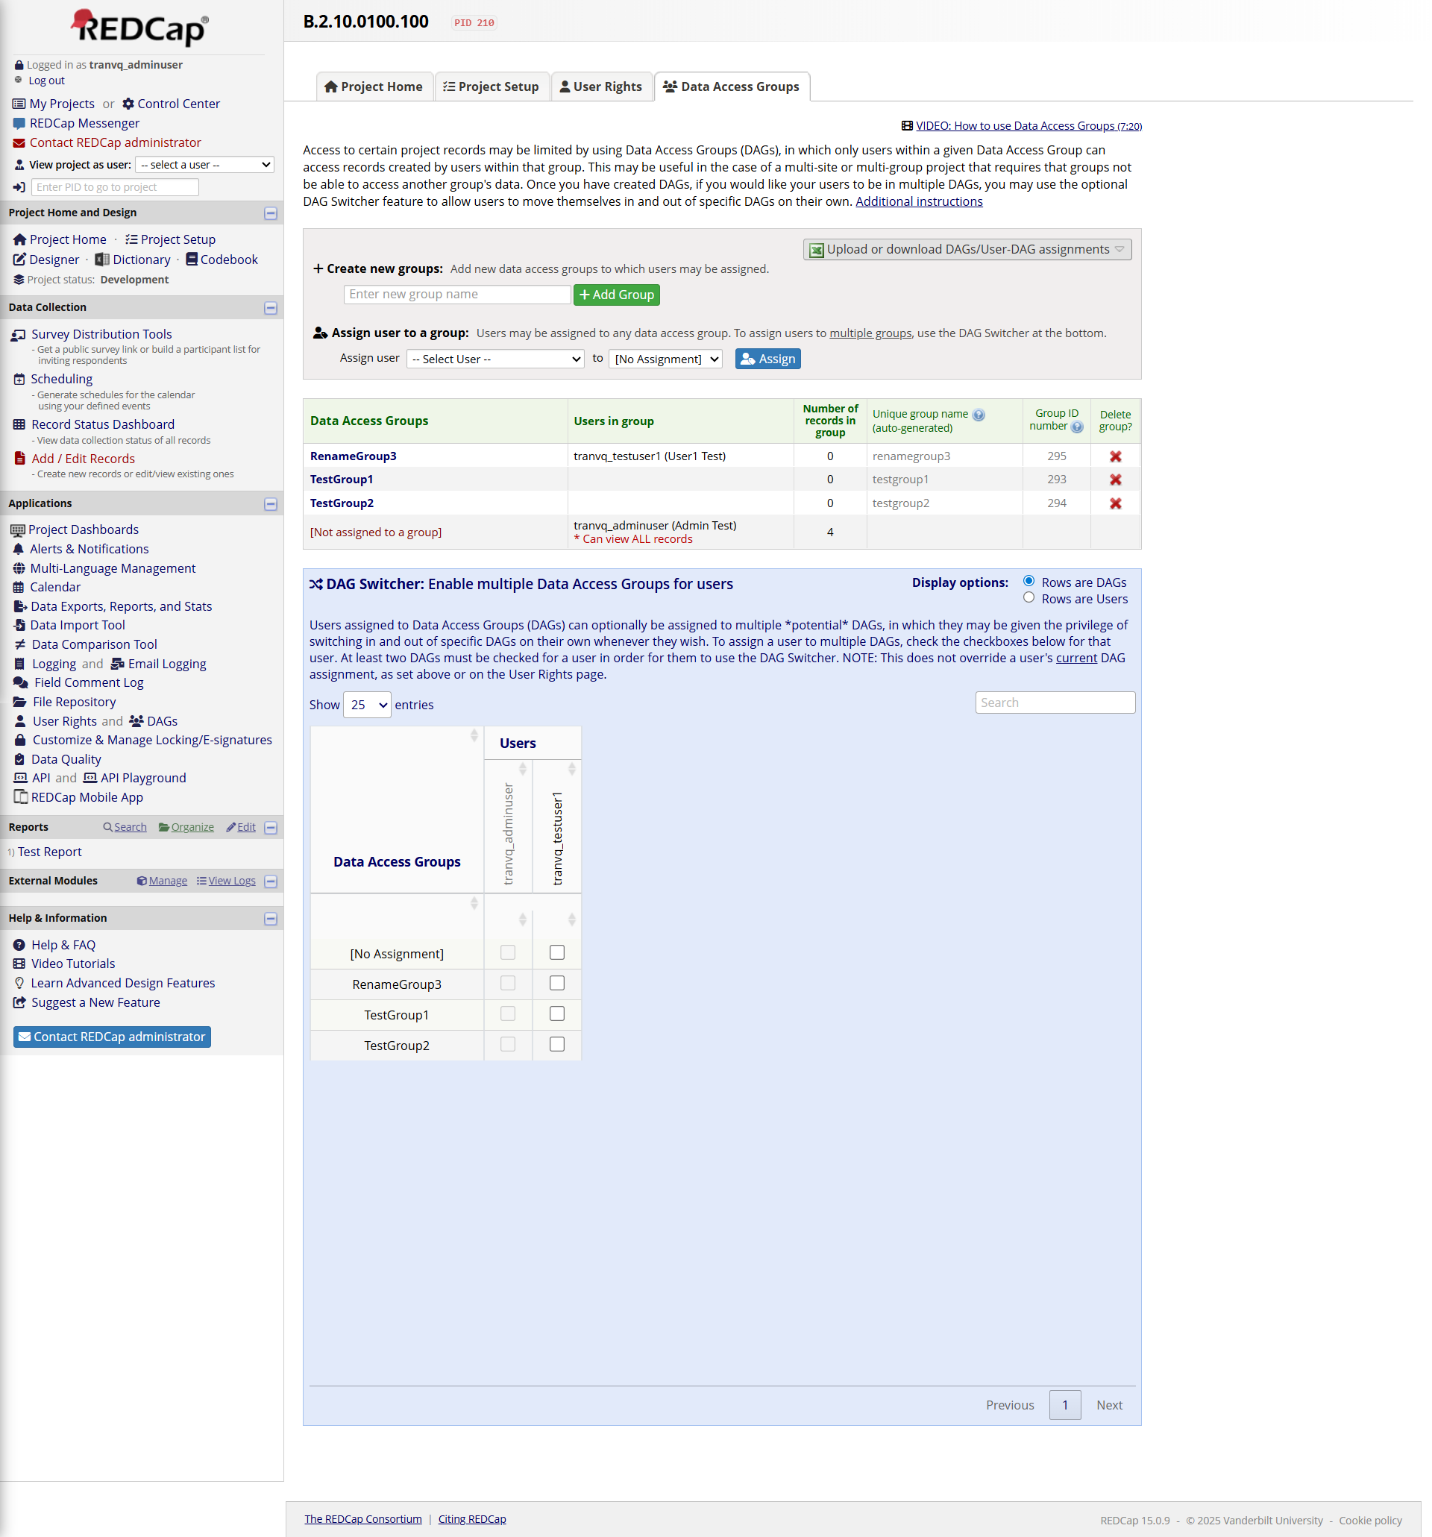 REDCap®
Logged in as tranvq_adminuser
Log out
My Projects or Control Center
REDCap Messenger
Contact REDCap administrator
View project as user: -- select a user --
Enter PID to go to project
Project Home and Design
Project Home · Project Setup
Designer · Dictionary · Codebook
Project status: Development
Data Collection
Survey Distribution Tools
- Get a public survey link or build a participant list for
inviting respondents
Scheduling
- Generate schedules for the calendar
using your defined events
Record Status Dashboard
- View data collection status of all records
Add / Edit Records
- Create new records or edit/view existing ones
Applications
Project Dashboards
Alerts & Notifications
Multi-Language Management
Calendar
Data Exports, Reports, and Stats
Data Import Tool
Data Comparison Tool
Logging and Email Logging
Field Comment Log
File Repository
User Rights and DAGs
Customize & Manage Locking/E-signatures
Data Quality
API and API Playground
REDCap Mobile App
Reports Search Organize Edit
1) Test Report
External Modules Manage View Logs
Help & Information
Help & FAQ
Video Tutorials
Learn Advanced Design Features
Suggest a New Feature
Contact REDCap administrator
B.2.10.0100.100 PID 210
Project Home Project Setup User Rights Data Access Groups
VIDEO: How to use Data Access Groups (7:20)
Access to certain project records may be limited by using Data Access Groups (DAGs), in which only users within a given Data Access Group can
access records created by users within that group. This may be useful in the case of a multi-site or multi-group project that requires that groups not
be able to access another group's data. Once you have created DAGs, if you would like your users to be in multiple DAGs, you may use the optional
DAG Switcher feature to allow users to move themselves in and out of specific DAGs on their own. Additional instructions
Upload or download DAGs/User-DAG assignments
Create new groups: Add new data access groups to which users may be assigned.
Enter new group name + Add Group
Assign user to a group: Users may be assigned to any data access group. To assign users to multiple groups, use the DAG Switcher at the bottom.
Assign user -- Select User -- to [No Assignment] Assign
Data Access Groups Users in group Number of records in group Unique group name (auto-generated) Group ID number Delete group?
RenameGroup3 tranvq_testuser1 (User1 Test) 0 renamegroup3 295
TestGroup1 0 testgroup1 293
TestGroup2 0 testgroup2 294
[Not assigned to a group] tranvq_adminuser (Admin Test) 4
* Can view ALL records
DAG Switcher: Enable multiple Data Access Groups for users
Display options: Rows are DAGs
Rows are Users
Users assigned to Data Access Groups (DAGs) can optionally be assigned to multiple *potential* DAGs, in which they may be given the privilege of
switching in and out of specific DAGs on their own whenever they wish. To assign a user to multiple DAGs, check the checkboxes below for that
user. At least two DAGs must be checked for a user in order for them to use the DAG Switcher. NOTE: This does not override a user's current DAG
assignment, as set above or on the User Rights page.
Show 25 entries Search
Users
Data Access Groups tranvq_adminuser tranvq_testuser1
[No Assignment]
RenameGroup3
TestGroup1
TestGroup2
Previous 1 Next
The REDCap Consortium | Citing REDCap
REDCap 15.0.9 - © 2025 Vanderbilt University - Cookie policy